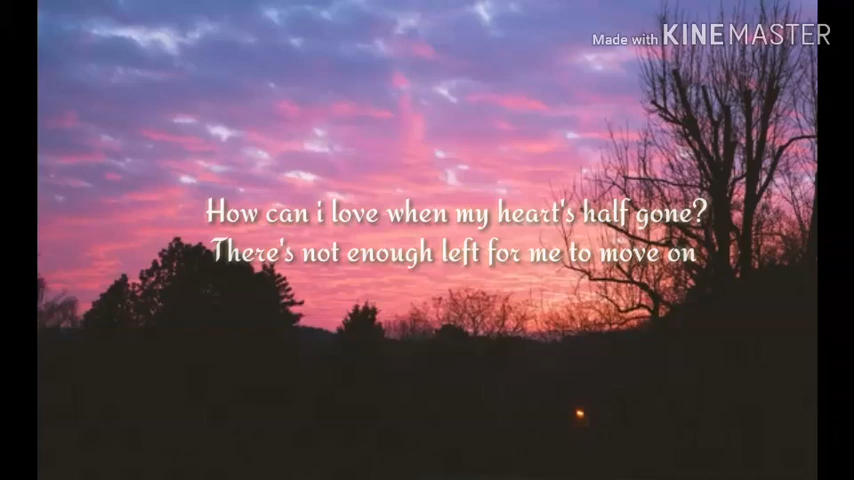 Made with KINEMASTER
How can i love when my heart's half gone?
There's not enough left for me to move on